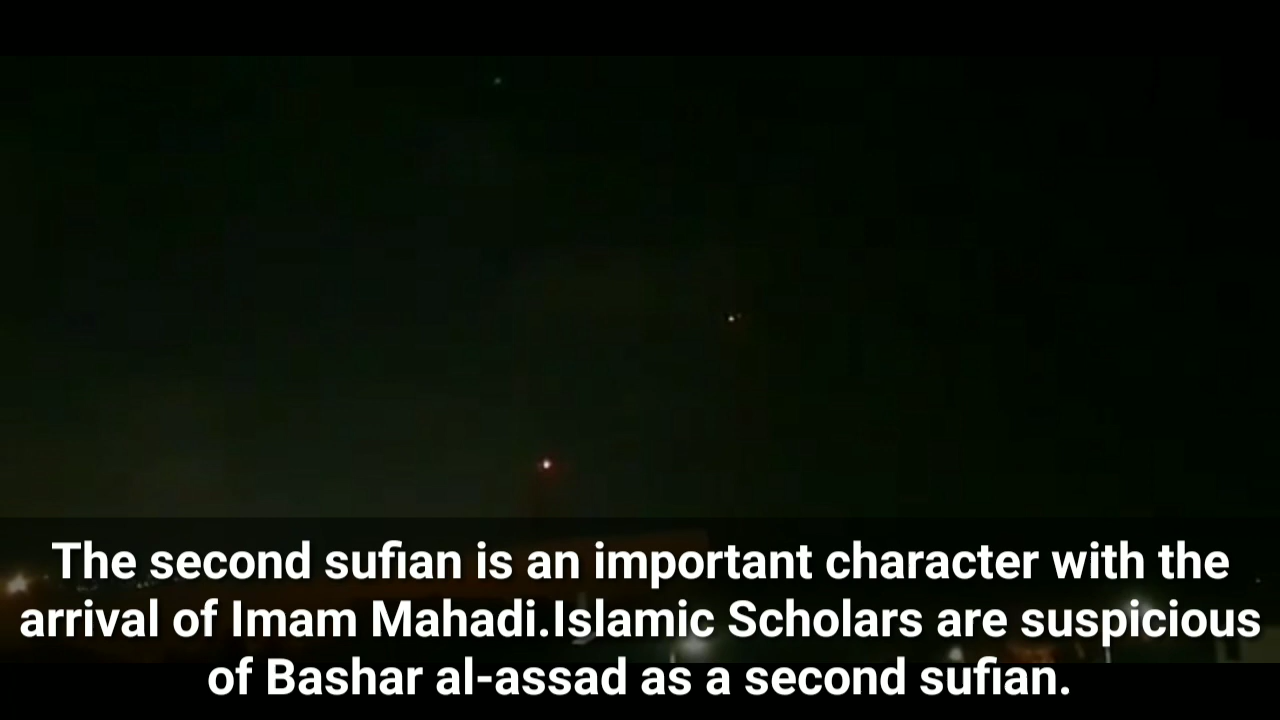 The second sufian is an important character with the
arrival of Imam Mahadi.Islamic Scholars are suspicious
of Bashar al-assad as a second sufian.